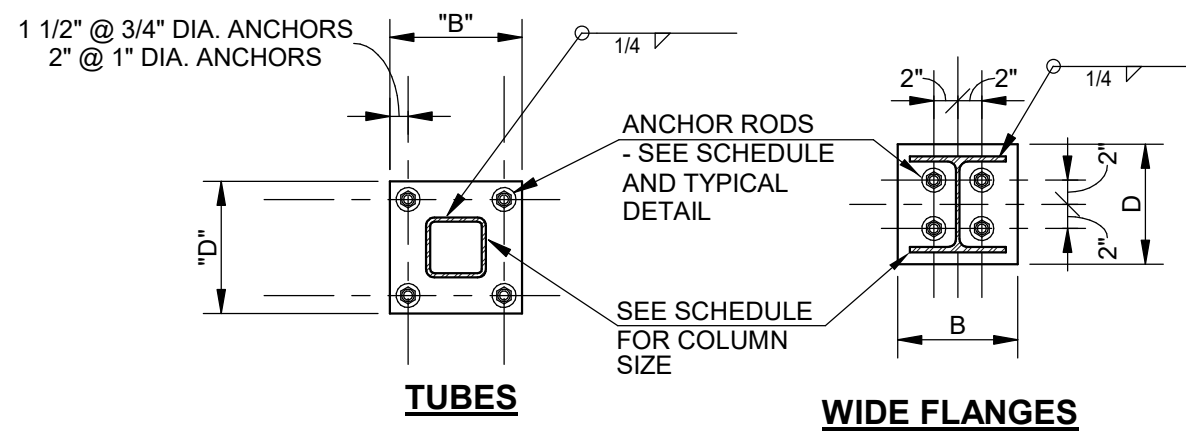 1 1/2" @ 3/4" DIA. ANCHORS
2" @ 1" DIA. ANCHORS
"B"
1/4
"D"
TUBES
ANCHOR RODS
- SEE SCHEDULE
AND TYPICAL
DETAIL
SEE SCHEDULE
FOR COLUMN
SIZE
2"
2"
1/4
2"
D
2"
B
WIDE FLANGES